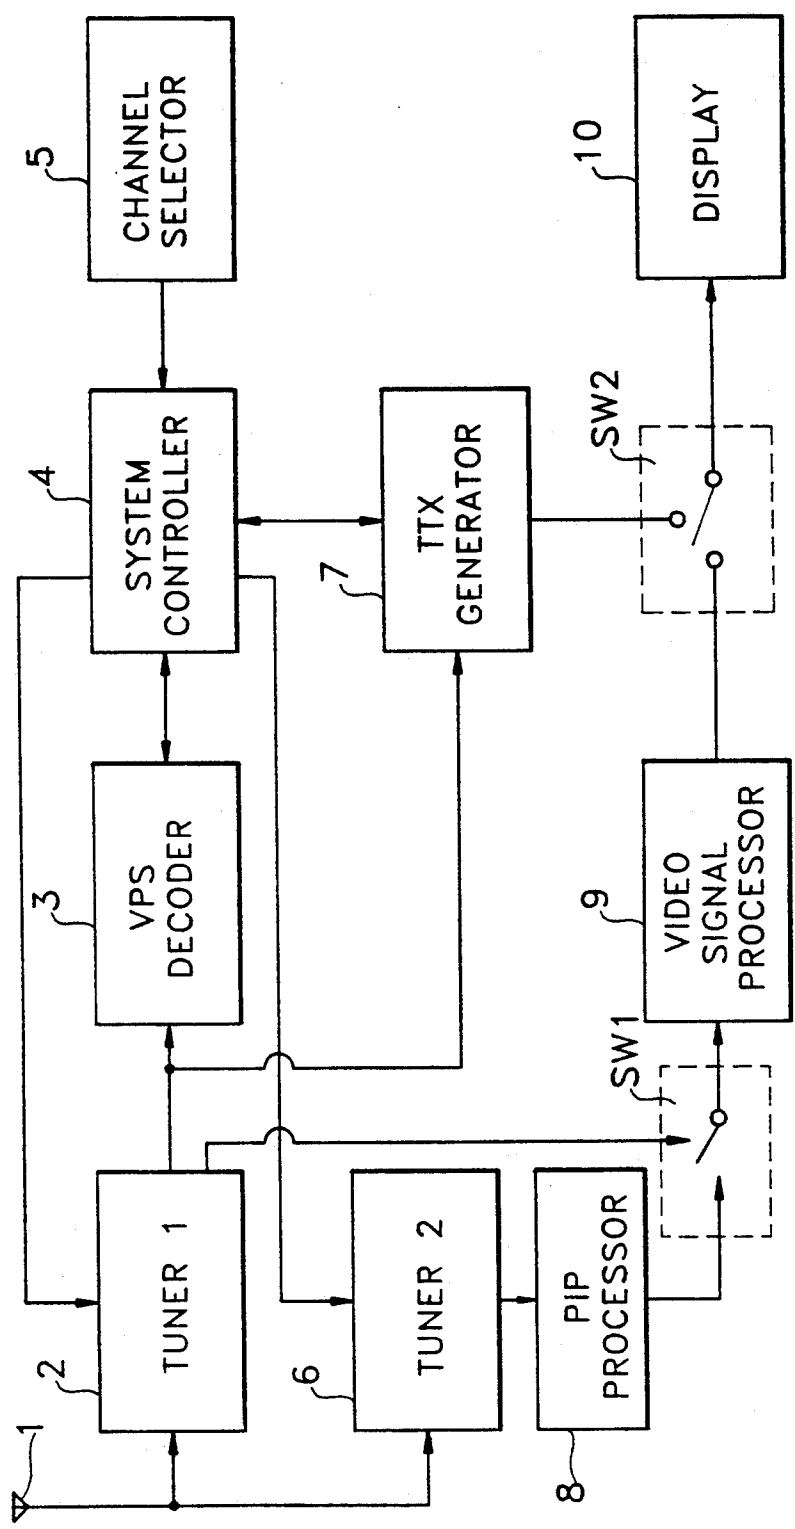 1
2
TUNER 1
3
VPS
DECODER
4
SYSTEM
CONTROLLER
5
CHANNEL
SELECTOR
6
TUNER 2
7
TTX
GENERATOR
8
PIP
PROCESSOR
SW1
9
VIDEO
SIGNAL
PROCESSOR
SW2
10
DISPLAY